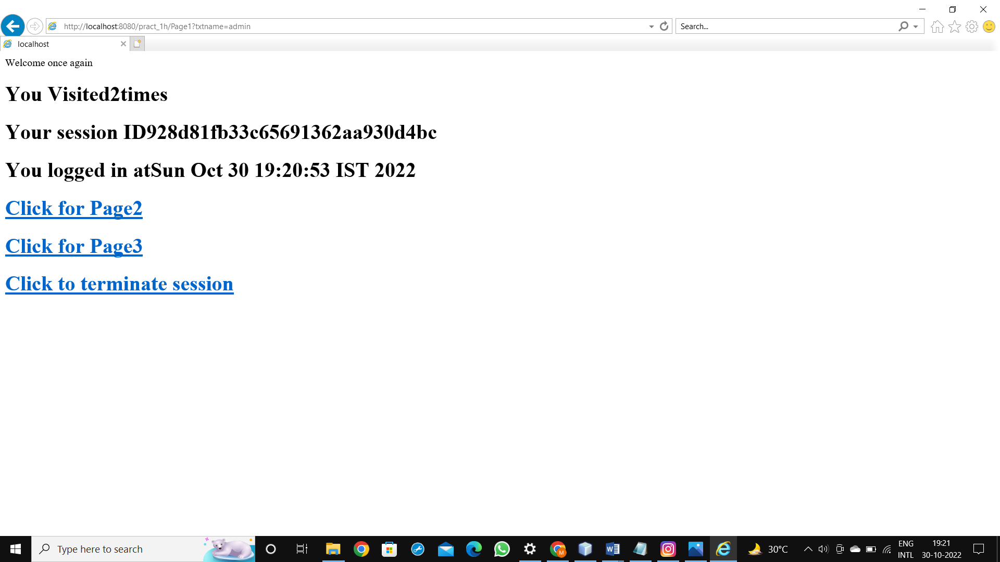 http://localhost:8080/pract_1h/Page1?txtname=admin
Search...
localhost
Welcome once again
You Visited2times
Your session ID928d81fb33c65691362aa930d4bc
You logged in atSun Oct 30 19:20:53 IST 2022
Click for Page2
Click for Page3
Click to terminate session
Type here to search
30°C
ENG
INTL
19:21
30-10-2022